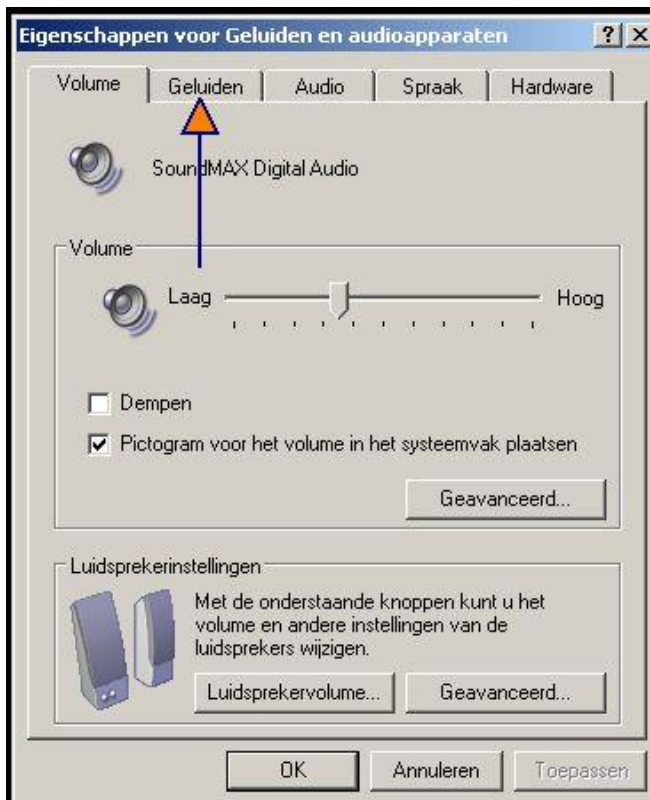 Eigenschappen voor Geluiden en audioapparaten
Volume Geluiden Audio Spraak Hardware
SoundMAX Digital Audio
Volume
Laag Hoog
Dempen
Pictogram voor het volume in het systeemvak plaatsen
Geavanceerd...
Luidsprekerinstellingen
Met de onderstaande knoppen kunt u het
volume en andere instellingen van de
luidsprekers wijzigen.
Luidsprekervolume... Geavanceerd...
OK Annuleren Toepassen